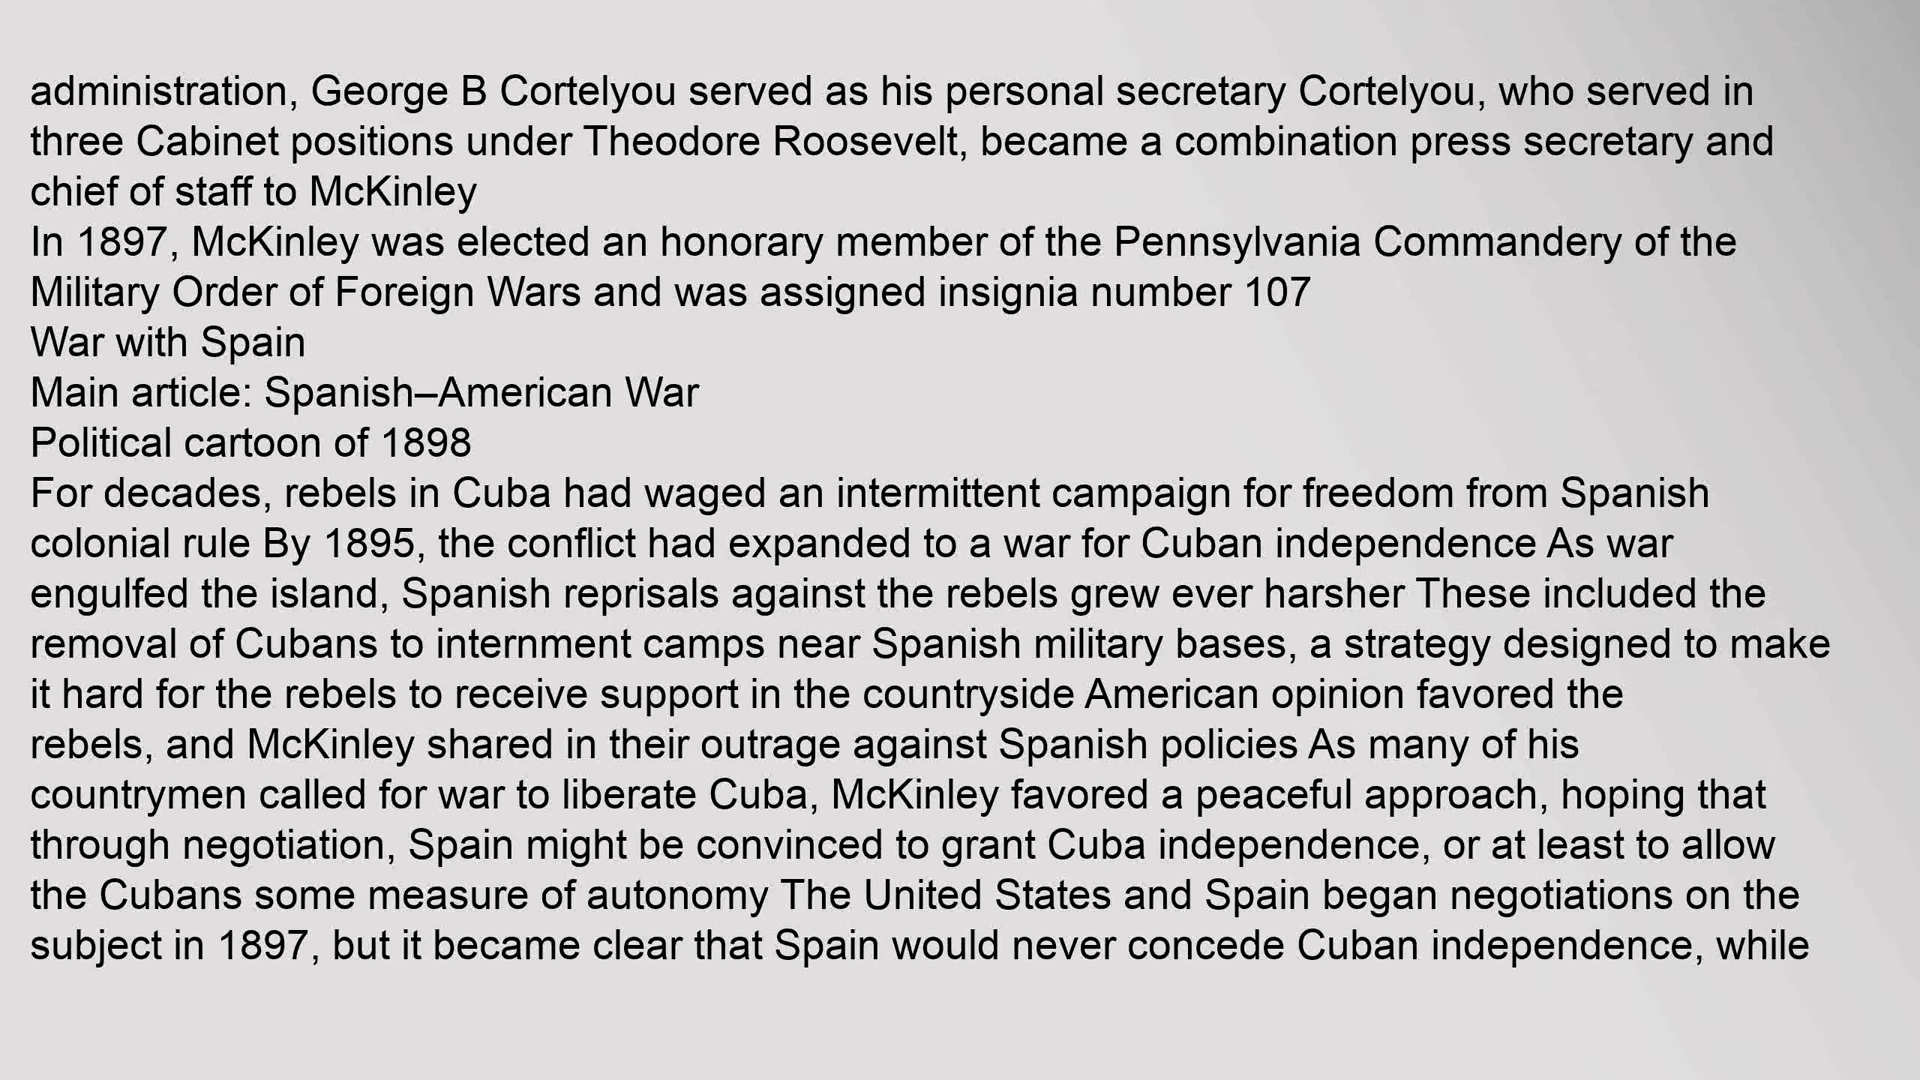 administration, George B Cortelyou served as his personal secretary Cortelyou, who served in
three Cabinet positions under Theodore Roosevelt, became a combination press secretary and
chief of staff to McKinley
In 1897, McKinley was elected an honorary member of the Pennsylvania Commandery of the
Military Order of Foreign Wars and was assigned insignia number 107
War with Spain
Main article: Spanish–American War
Political cartoon of 1898
For decades, rebels in Cuba had waged an intermittent campaign for freedom from Spanish
colonial rule By 1895, the conflict had expanded to a war for Cuban independence As war
engulfed the island, Spanish reprisals against the rebels grew ever harsher These included the
removal of Cubans to internment camps near Spanish military bases, a strategy designed to make
it hard for the rebels to receive support in the countryside American opinion favored the
rebels, and McKinley shared in their outrage against Spanish policies As many of his
countrymen called for war to liberate Cuba, McKinley favored a peaceful approach, hoping that
through negotiation, Spain might be convinced to grant Cuba independence, or at least to allow
the Cubans some measure of autonomy The United States and Spain began negotiations on the
subject in 1897, but it became clear that Spain would never concede Cuban independence, while